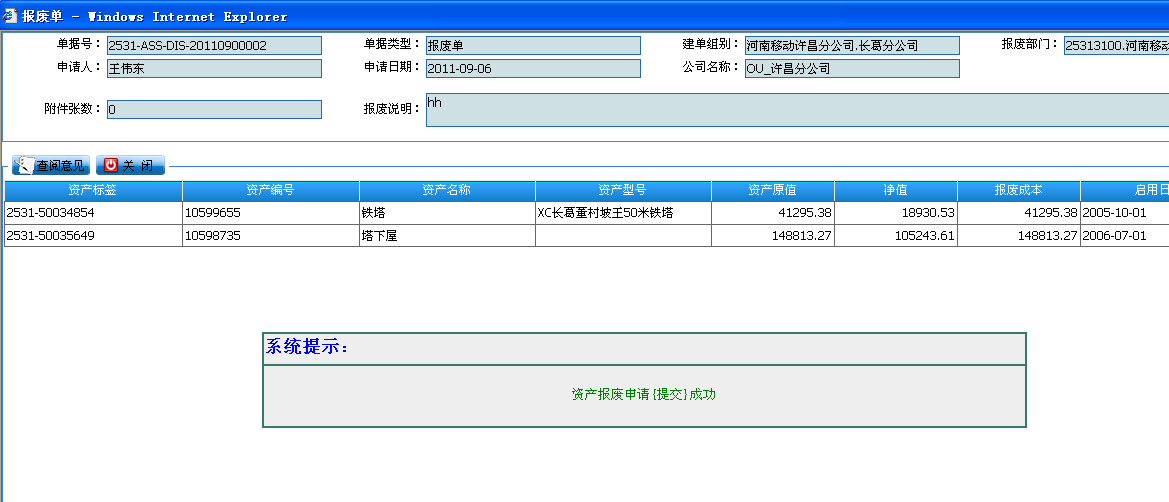 报废单 - Windows Internet Explorer
单据号： 2531-ASS-DIS-20110900002 单据类型： 报废单 建单组别： 河南移动许昌分公司.长葛分公司 报废部门： 25313100.河南移动
申请人： 王伟东 申请日期： 2011-09-06 公司名称： OU_许昌分公司
附件张数： 0 报废说明： hh
查阅意见 关 闭
资产标签 资产编号 资产名称 资产型号 资产原值 净值 报废成本 启用日
2531-50034854 10599655 铁塔 XC长葛董村坡王50米铁塔 41295.38 18930.53 41295.38 2005-10-01
2531-50035649 10598735 塔下屋 148813.27 105243.61 148813.27 2006-07-01
系统提示：
资产报废申请{提交}成功